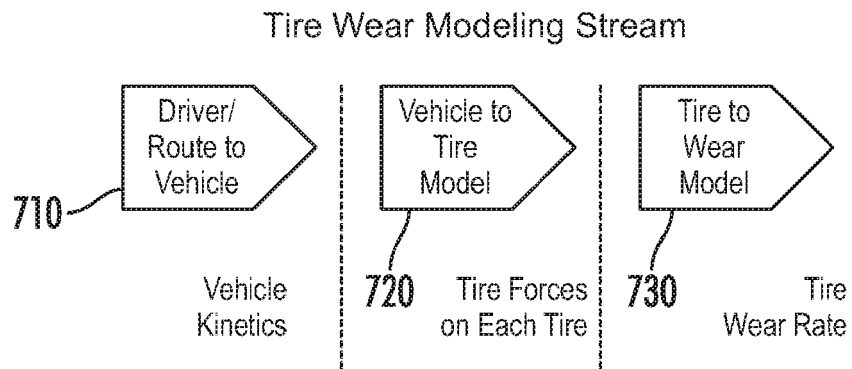 Tire Wear Modeling Stream
Driver/
Route to
Vehicle
710
Vehicle
Kinetics
Vehicle to
Tire
Model
720
Tire Forces
on Each Tire
Tire to
Wear
Model
730
Tire
Wear Rate